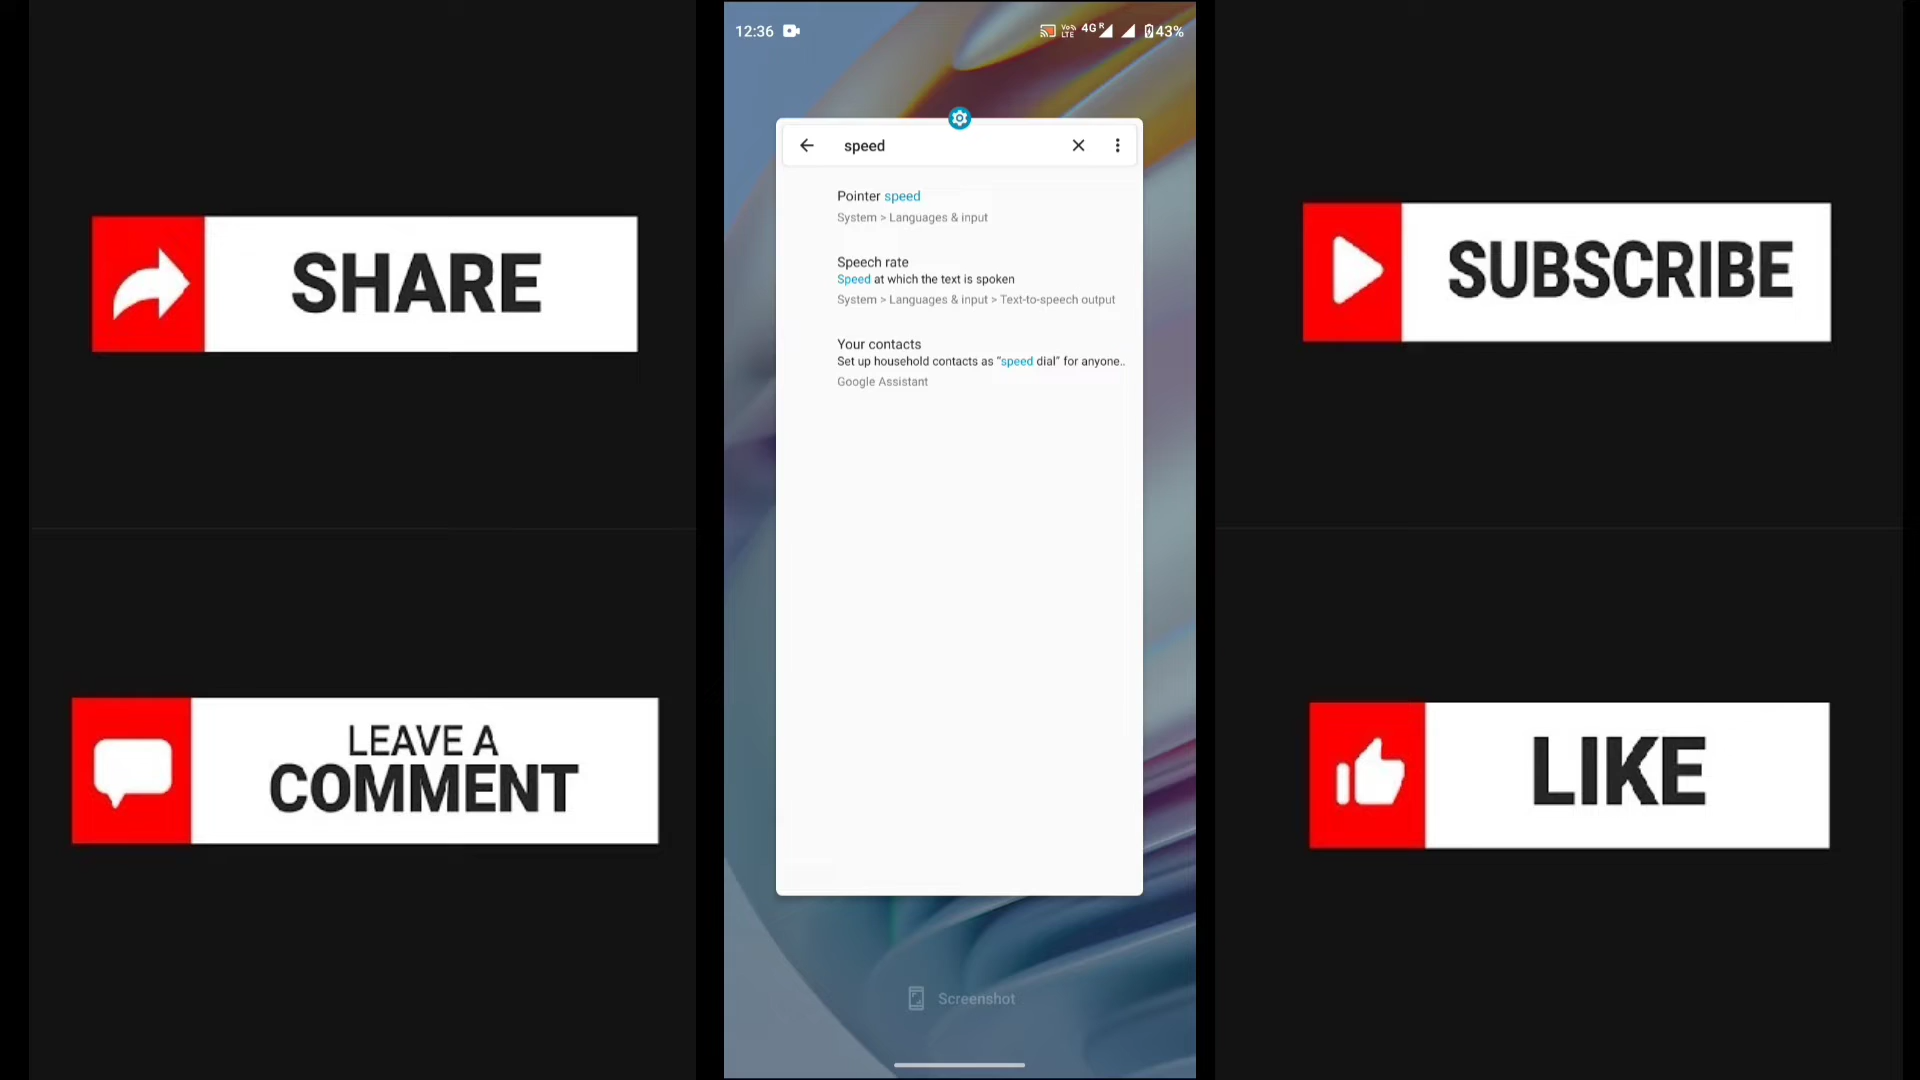 SHARE
LEAVE A
COMMENT
12:36
4G R
43%
speed
Pointer speed
System > Languages & input
Speech rate
Speed at which the text is spoken
System > Languages & input > Text-to-speech output
Your contacts
Set up household contacts as “speed dial” for anyone..
Google Assistant
Screenshot
SUBSCRIBE
LIKE